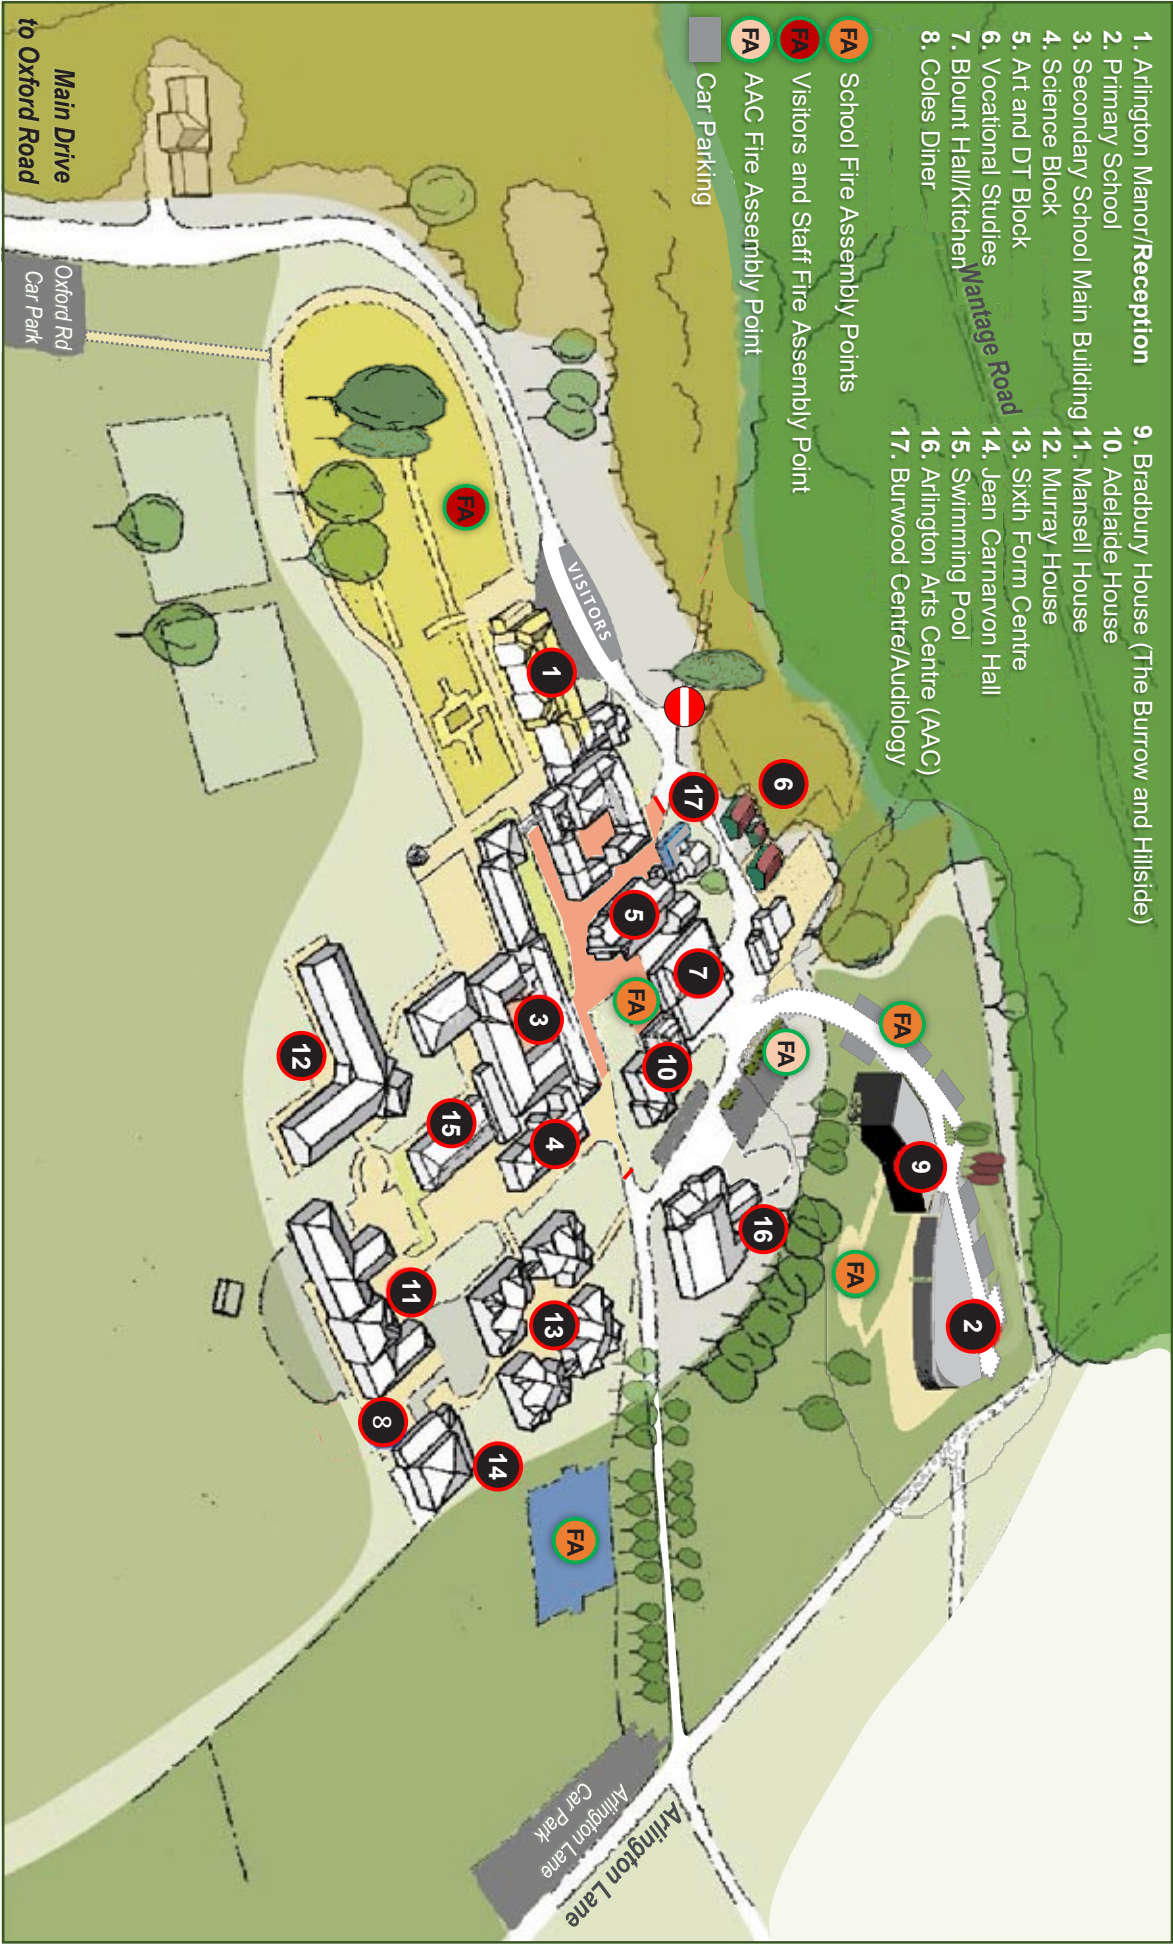 1. Arlington Manor/Reception
2. Primary School
3. Secondary School Main Building
4. Science Block
5. Art and DT Block
6. Vocational Studies
7. Blount Hall/Kitchen
8. Coles Diner
9. Bradbury House (The Burrow and Hillside)
10. Adelaide House
11. Mansell House
12. Murray House
13. Sixth Form Centre
14. Jean Carnarvon Hall
15. Swimming Pool
16. Arlington Arts Centre (AAC)
17. Burwood Centre/Audiology
FA School Fire Assembly Points
FA Visitors and Staff Fire Assembly Point
FA AAC Fire Assembly Point
Car Parking
Wantage Road
2
9
FA
FA
16
FA
6
17
7
10
5
FA
VISITORS
1
3
4
13
FA
14
FA
15
11
8
12
Arlington Lane
Arlington Lane
Car Park
Oxford Rd
Car Park
Main Drive
to Oxford Road